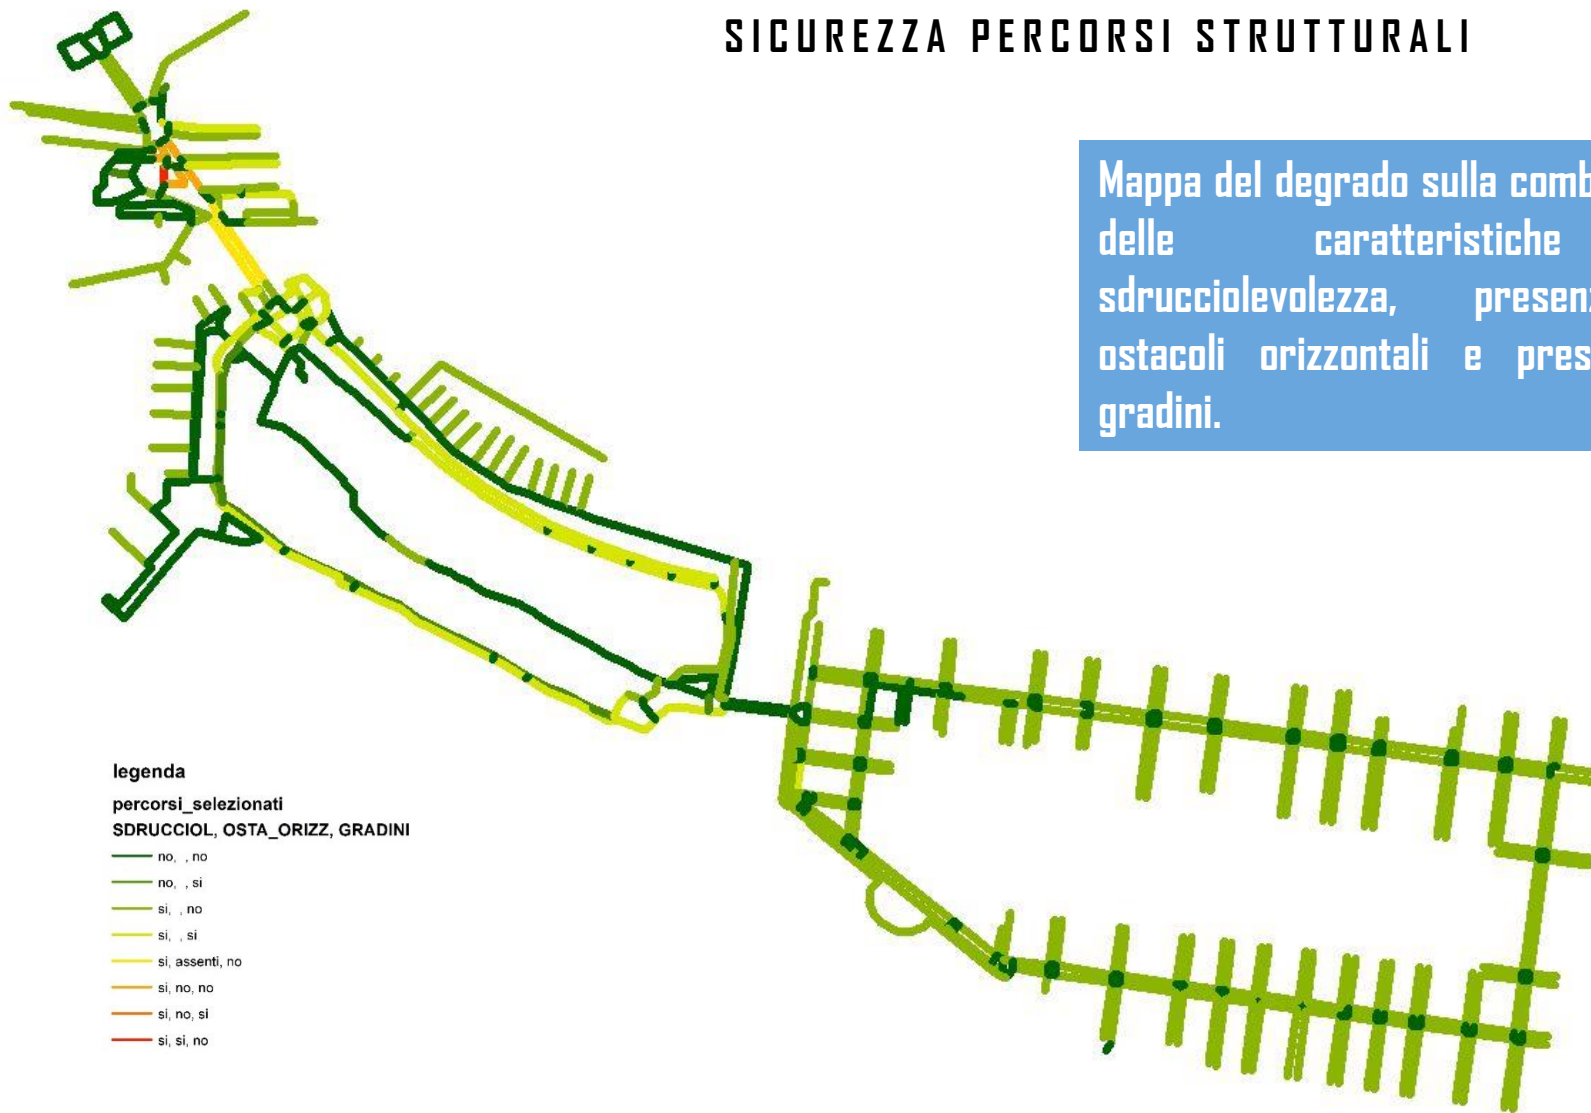 SICUREZZA PERCORSI STRUTTURALI
Mappa del degrado sulla comb
delle caratteristiche
sdrucciolevolezza, presenz
ostacoli orizzontali e pres
gradini.
legenda
percorsi_selezionati
SDRUCCIOL, OSTA_ORIZZ, GRADINI
no, , no
no, , si
si, , no
si, , si
si, assenti, no
si, no, no
si, no, si
si, si, no